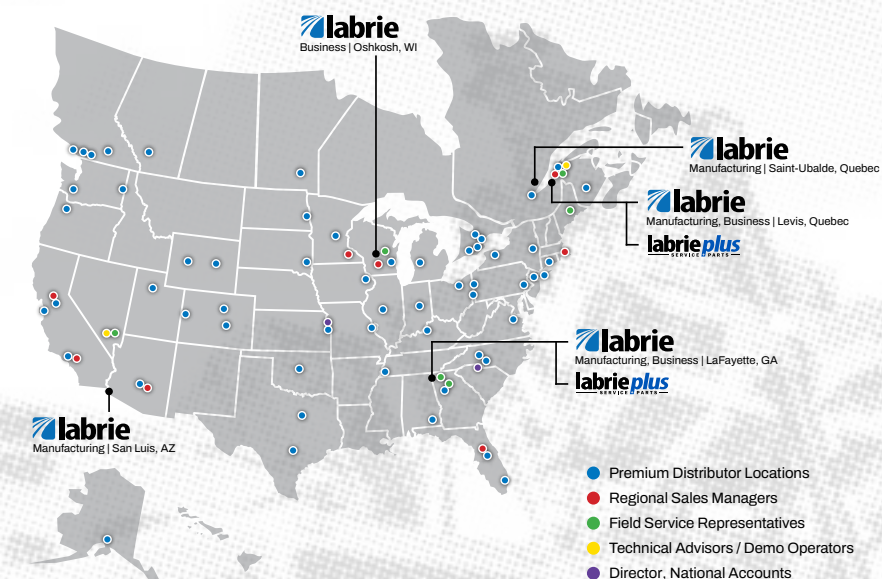 labrie
Business | Oshkosh, WI
labrie
Manufacturing | Saint-Ubalde, Quebec
labrie
Manufacturing, Business | Levis, Quebec
labrieplus
SERVICE PARTS
labrie
Manufacturing, Business | LaFayette, GA
labrieplus
SERVICE PARTS
labrie
Manufacturing | San Luis, AZ
Premium Distributor Locations
Regional Sales Managers
Field Service Representatives
Technical Advisors / Demo Operators
Director, National Accounts